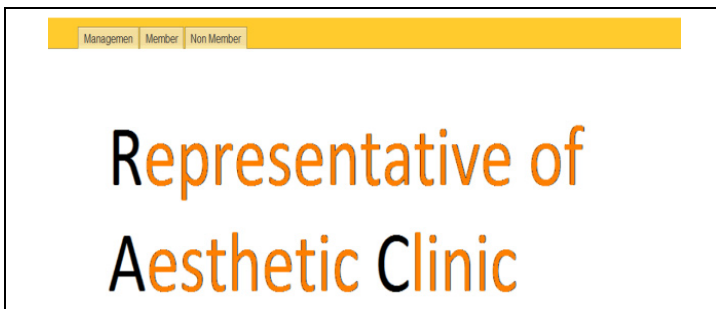 Managemen Member Non Member
Representative of
Aesthetic Clinic